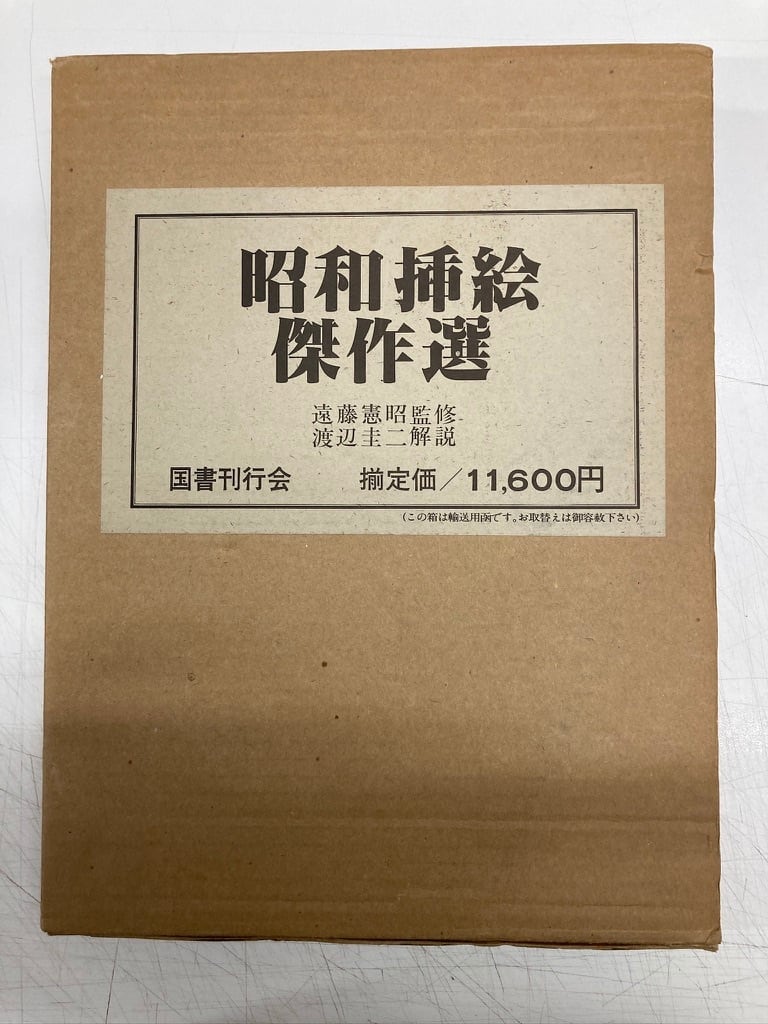 昭和挿絵
傑作選
遠藤憲昭監修
渡辺圭二解説
国書刊行会 揃定価／11,600円
(この箱は輸送用函です。お取替えは御容赦下さい)